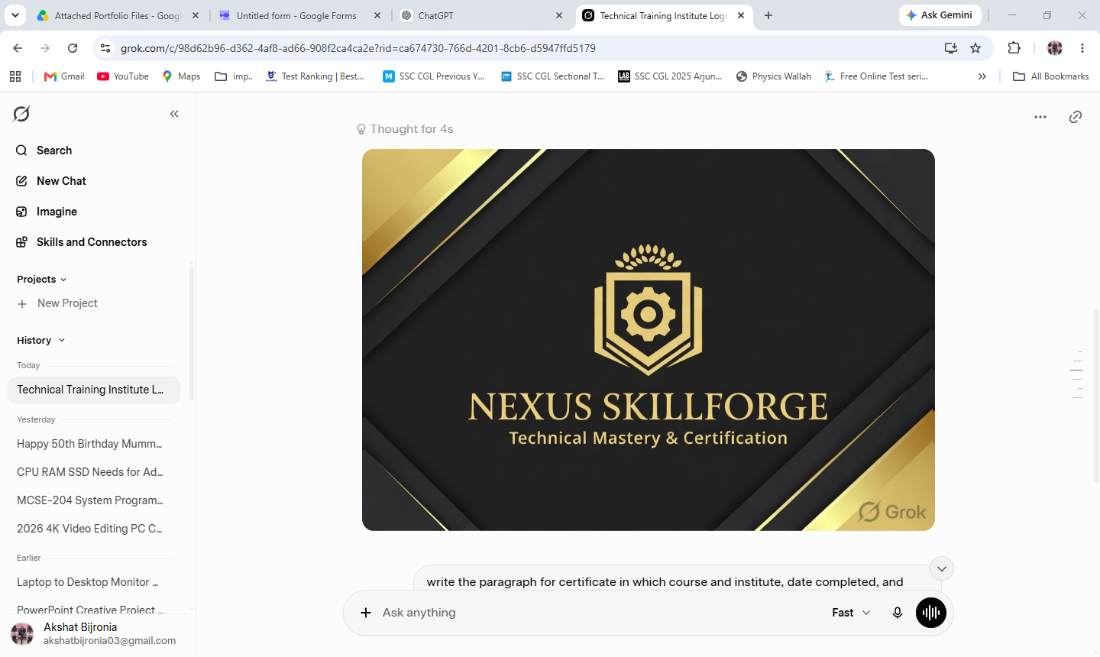 Attached Portfolio Files - Goog
Untitled form - Google Forms
ChatGPT
Technical Training Institute Log
Ask Gemini
grok.com/c/98d62b96-d362-4af8-ad66-908f2ca4ca2e?rid=ca674730-766d-4201-8cb6-d5947ffd5179
Gmail
YouTube
Maps
imp..
Test Ranking | Best...
SSC CGL Previous Y...
SSC CGL Sectional T...
SSC CGL 2025 Arjun...
Physics Wallah
Free Online Test seri...
All Bookmarks
Search
New Chat
Imagine
Skills and Connectors
Projects
New Project
History
Today
Technical Training Institute L...
Yesterday
Happy 50th Birthday Mumm...
CPU RAM SSD Needs for Ad...
MCSE-204 System Program...
2026 4K Video Editing PC C...
Earlier
Laptop to Desktop Monitor ...
PowerPoint Creative Project ...
Akshat Bijronia
akshatbijronia03@gmail.com
Thought for 4s
NEXUS SKILLFORGE
Technical Mastery & Certification
Grok
write the paragraph for certificate in which course and institute, date completed, and
Ask anything
Fast